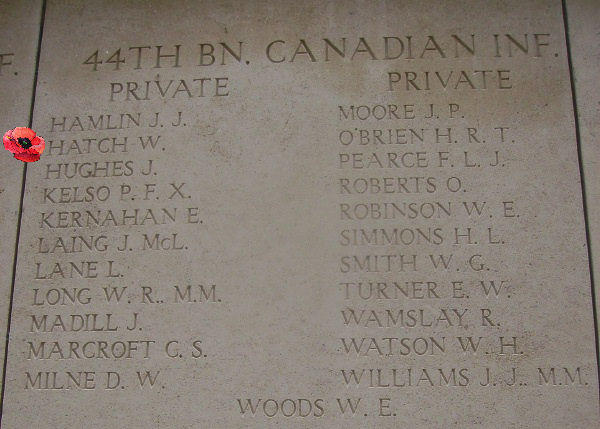 F.
44TH BN. CANADIAN INF.
PRIVATE
HAMLIN J. J.
HATCH W.
HUGHES J.
KELSO P. F. X.
KERNAHAN E.
LAING J. McL.
LANE L.
LONG W. R., M.M.
MADILL J.
MARCROFT C. S.
MILNE D. W.
PRIVATE
MOORE J. P.
O'BRIEN H. R. T.
PEARCE F. L. J.
ROBERTS O.
ROBINSON W. E.
SIMMONS H. L.
SMITH W. G.
TURNER E. W.
WAMSLAY R.
WATSON W. H.
WILLIAMS J. J., M.M.
WOODS W. E.